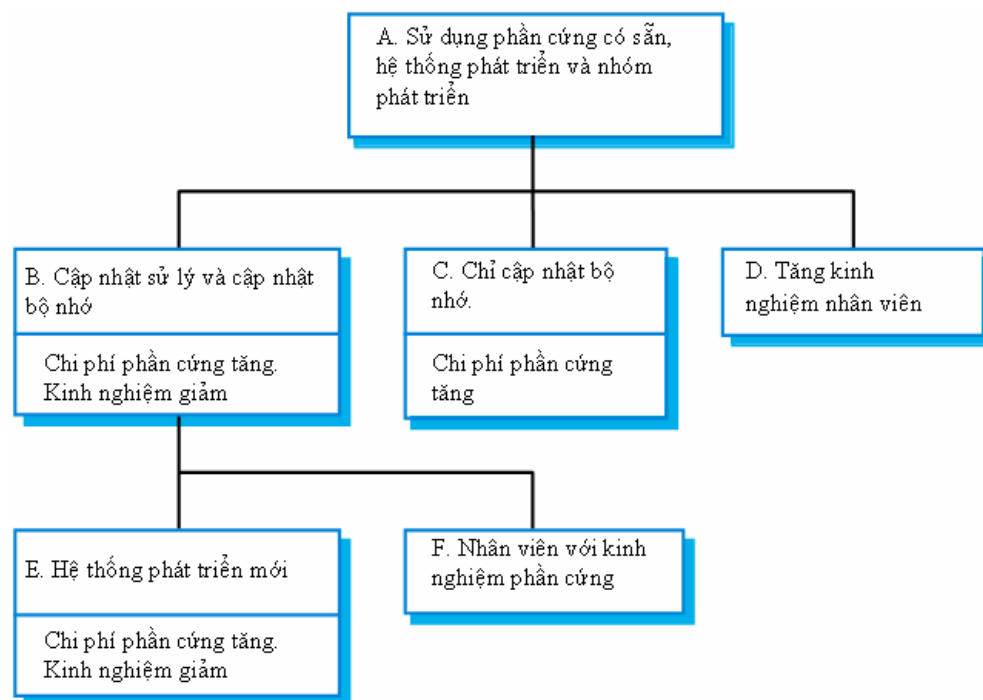 A. Sử dụng phần cứng có sẵn,
hệ thống phát triển và nhóm
phát triển
B. Cập nhật sử lý và cập nhật
bộ nhớ
Chi phí phần cứng tăng.
Kinh nghiệm giảm
C. Chỉ cập nhật bộ
nhớ.
Chi phí phần cứng
tăng
D. Tăng kinh
nghiệm nhân viên
E. Hệ thống phát triển mới
Chi phí phần cứng tăng.
Kinh nghiệm giảm
F. Nhân viên với kinh
nghiệm phần cứng